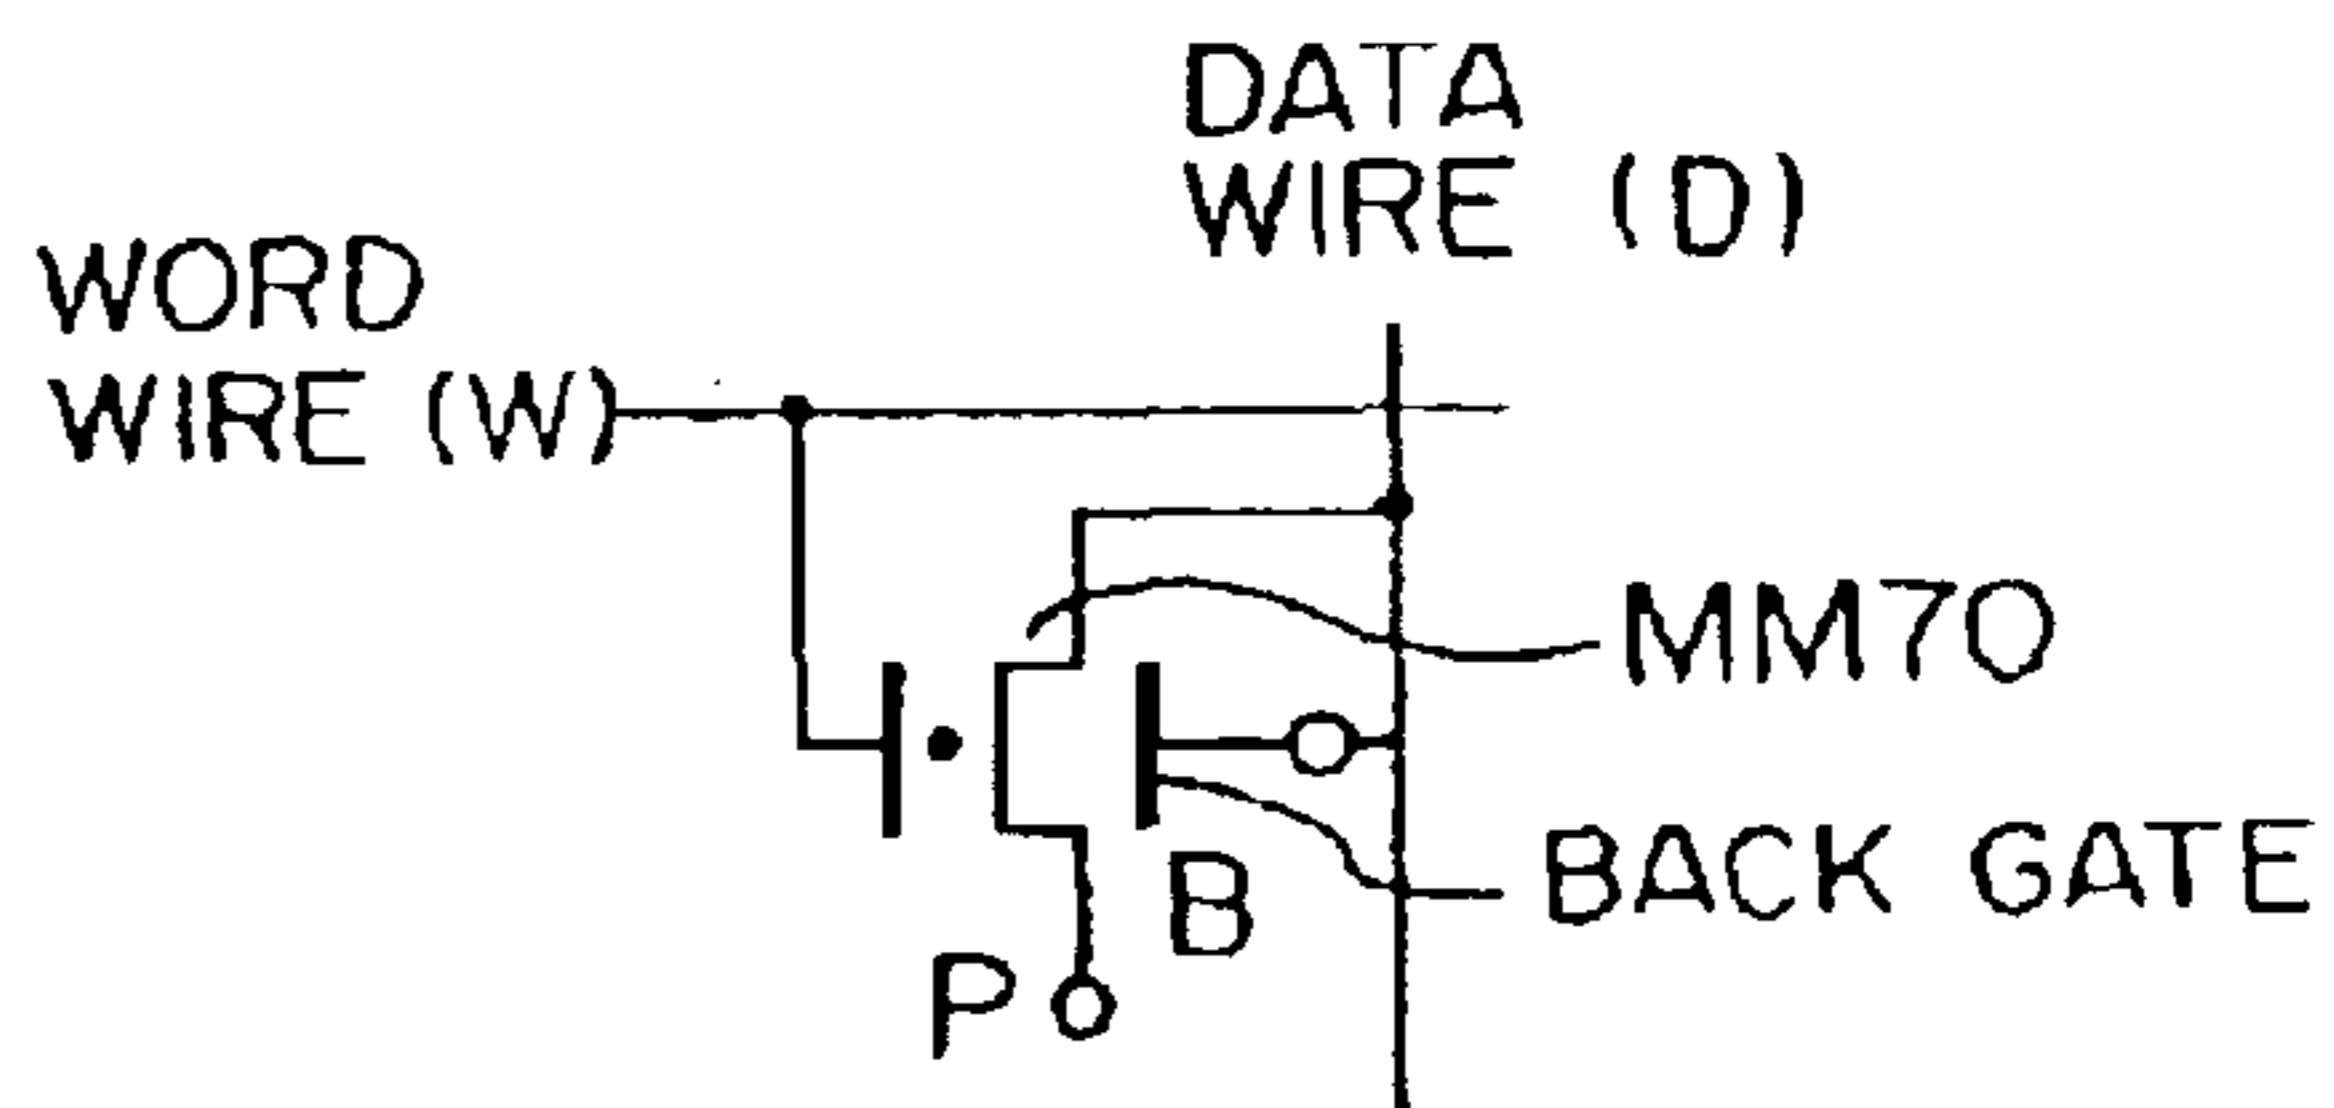 DATA
WIRE (D)
WORD
WIRE (W)
MM70
BACK GATE
B
P